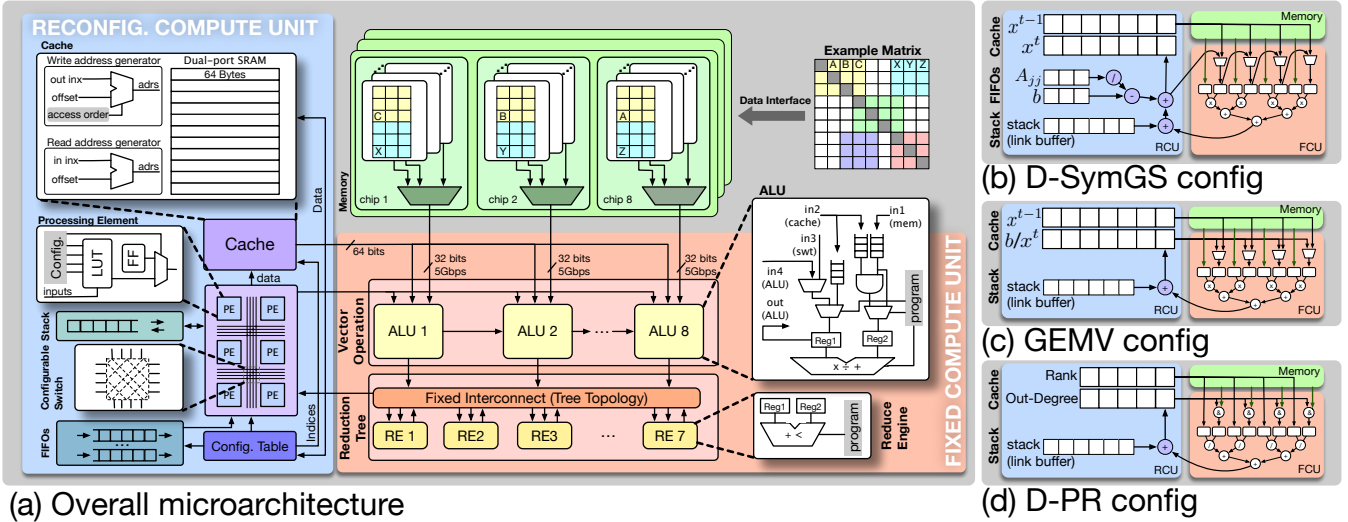 RECONFIG. COMPUTE UNIT
Cache
Write address generator
out inx
offset
access order
adrs
Dual-port SRAM
64 Bytes
Read address generator
in inx
offset
adrs
Processing Element
Config.
LUT
FF
inputs
Cache
data
Data
Indices
PE
PE
PE
PE
PE
PE
Configurable
Switch
Stack
FIFOs
Config. Table
Memory
C
X
chip 1
B
Y
chip 2
A
Z
chip 8
Example Matrix
A B C X Y Z
Data Interface
64 bits
32 bits
5Gbps
32 bits
5Gbps
32 bits
5Gbps
FIXED COMPUTE UNIT
Vector
Operation
ALU 1
ALU 2
...
ALU 8
Reduction
Tree
Fixed Interconnect (Tree Topology)
RE 1
RE2
RE3
...
RE 7
ALU
in2
(cache)
in1
(mem)
in3
(swt)
in4
(ALU)
out
(ALU)
program
Reg1
Reg2
x ÷ +
Reg1
Reg2
+ <
program
Reduce
Engine
(a) Overall microarchitecture
Cache
x^{t−1}
x^t
FIFOs
A_{jj}
b
/
-
+
Stack
stack
(link buffer)
+
RCU
Memory
x x x x
+ +
+
FCU
(b) D-SymGS config
Cache
x^{t−1}
b/x^t
Stack
stack
(link buffer)
+
RCU
Memory
x x x x
+ +
+
FCU
(c) GEMV config
Cache
Rank
Out-Degree
Stack
stack
(link buffer)
+
RCU
Memory
& & & &
/ / / /
+ +
+
FCU
(d) D-PR config